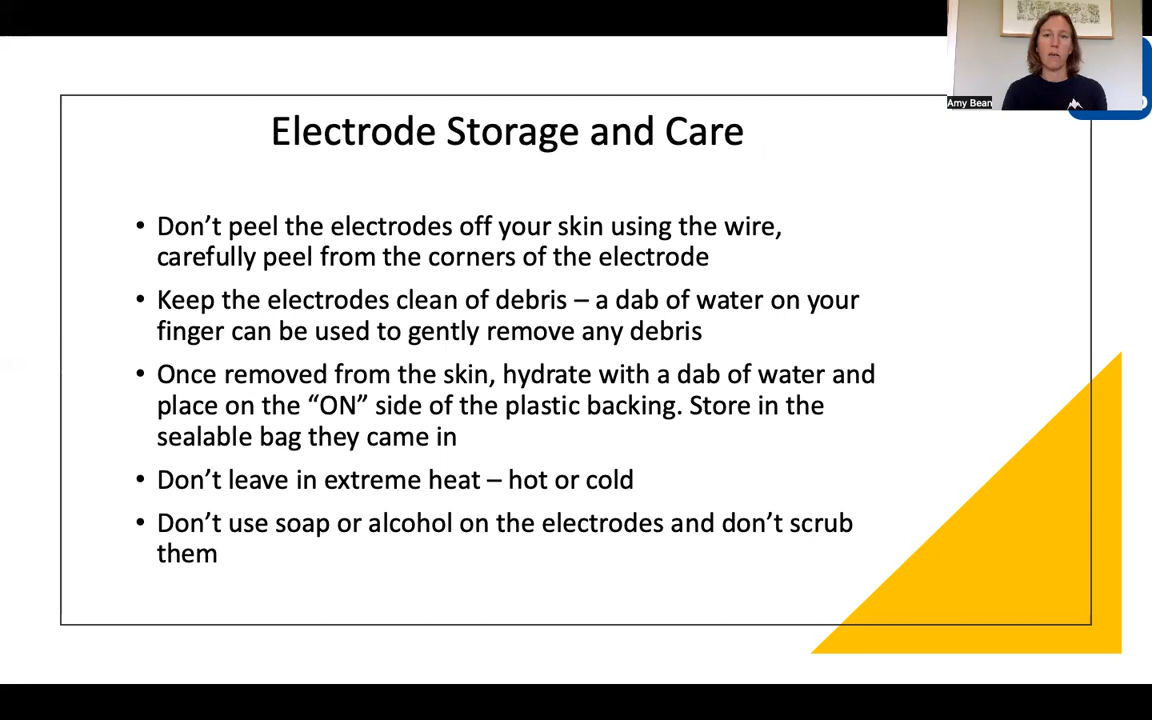 Amy Bean
Electrode Storage and Care
• Don’t peel the electrodes off your skin using the wire,
carefully peel from the corners of the electrode
• Keep the electrodes clean of debris – a dab of water on your
finger can be used to gently remove any debris
• Once removed from the skin, hydrate with a dab of water and
place on the “ON” side of the plastic backing. Store in the
sealable bag they came in
• Don’t leave in extreme heat – hot or cold
• Don’t use soap or alcohol on the electrodes and don’t scrub
them